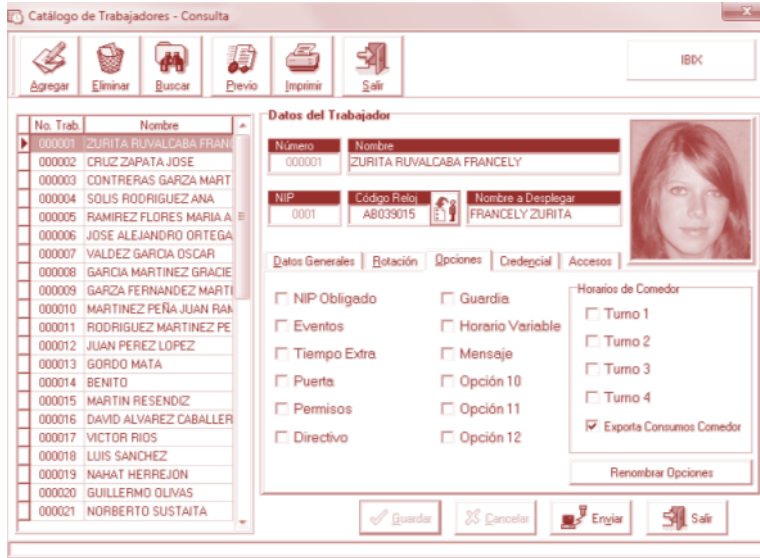 Catálogo de Trabajadores - Consulta
Agregar Eliminar Buscar Previo Imprimir Salir
IBIX
No. Trab. Nombre
000001 ZURITA RUVALCABA FRAN
000002 CRUZ ZAPATA JOSE
000003 CONTRERAS GARZA MART
000004 SOLIS RODRIGUEZ ANA
000005 RAMIREZ FLORES MARIA A
000006 JOSE ALEJANDRO ORTEGA
000007 VALDEZ GARCIA OSCAR
000008 GARCIA MARTINEZ GRACIE
000009 GARZA FERNANDEZ MARTI
000010 MARTINEZ PEÑA JUAN RAM
000011 RODRIGUEZ MARTINEZ PE
000012 JUAN PEREZ LOPEZ
000013 GORDO MATA
000014 BENITO
000015 MARTIN RESENDIZ
000016 DAVID ALVAREZ CABALLER
000017 VICTOR RIOS
000018 LUIS SANCHEZ
000019 NAHAT HERREJON
000020 GUILLERMO OLIVAS
000021 NORBERTO SUSTAITA
Datos del Trabajador
Número Nombre
000001 ZURITA RUVALCABA FRANCELY
NIP Código Reloj Nombre a Desplegar
0001 AB039015 FRANCELY ZURITA
Datos Generales Rotación Opciones Credencial Accesos
NIP Obligado
Eventos
Tiempo Extra
Puerta
Permisos
Directivo
Guardia
Horario Variable
Mensaje
Opción 10
Opción 11
Opción 12
Horarios de Comedor
Turno 1
Turno 2
Turno 3
Turno 4
Exporta Consumos Comedor
Renombrar Opciones
Guardar Cancelar Enviar Salir